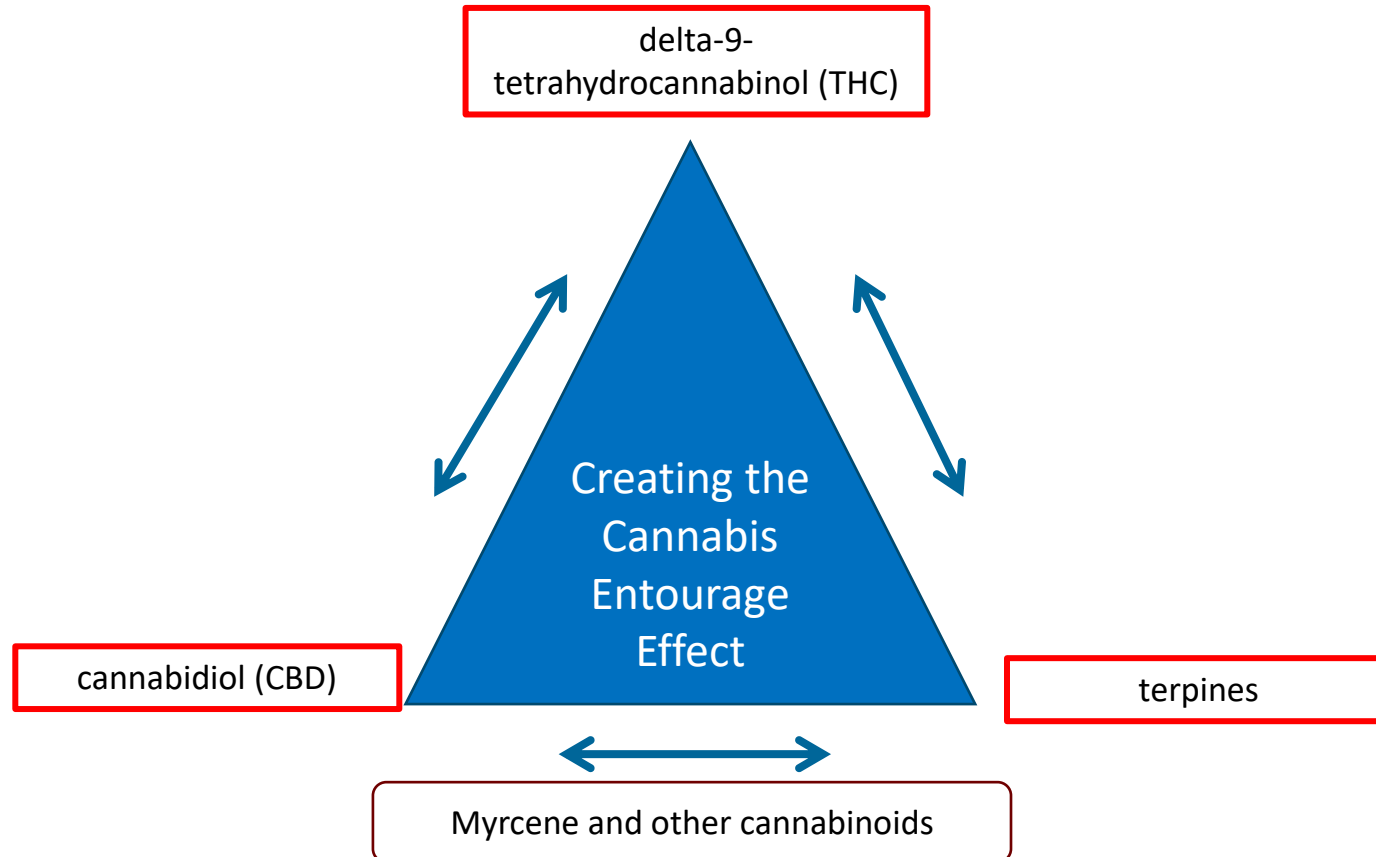 delta-9-
tetrahydrocannabinol (THC)
Creating the
Cannabis
Entourage
Effect
cannabidiol (CBD)
terpines
Myrcene and other cannabinoids